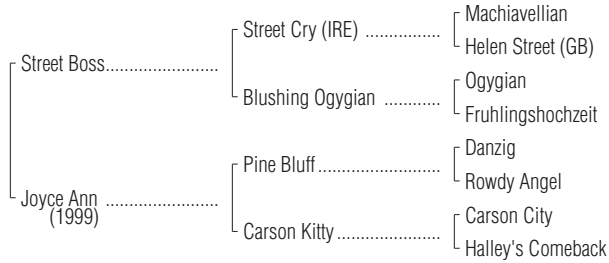 Machiavellian
Street Cry (IRE) ..................
Helen Street (GB)
Street Boss...........................
Ogygian
Blushing Ogygian .............
Fruhlingshochzeit
Danzig
Pine Bluff..........................
Rowdy Angel
Joyce Ann ...........................
(1999)
Carson City
Carson Kitty.........................
Halley's Comeback